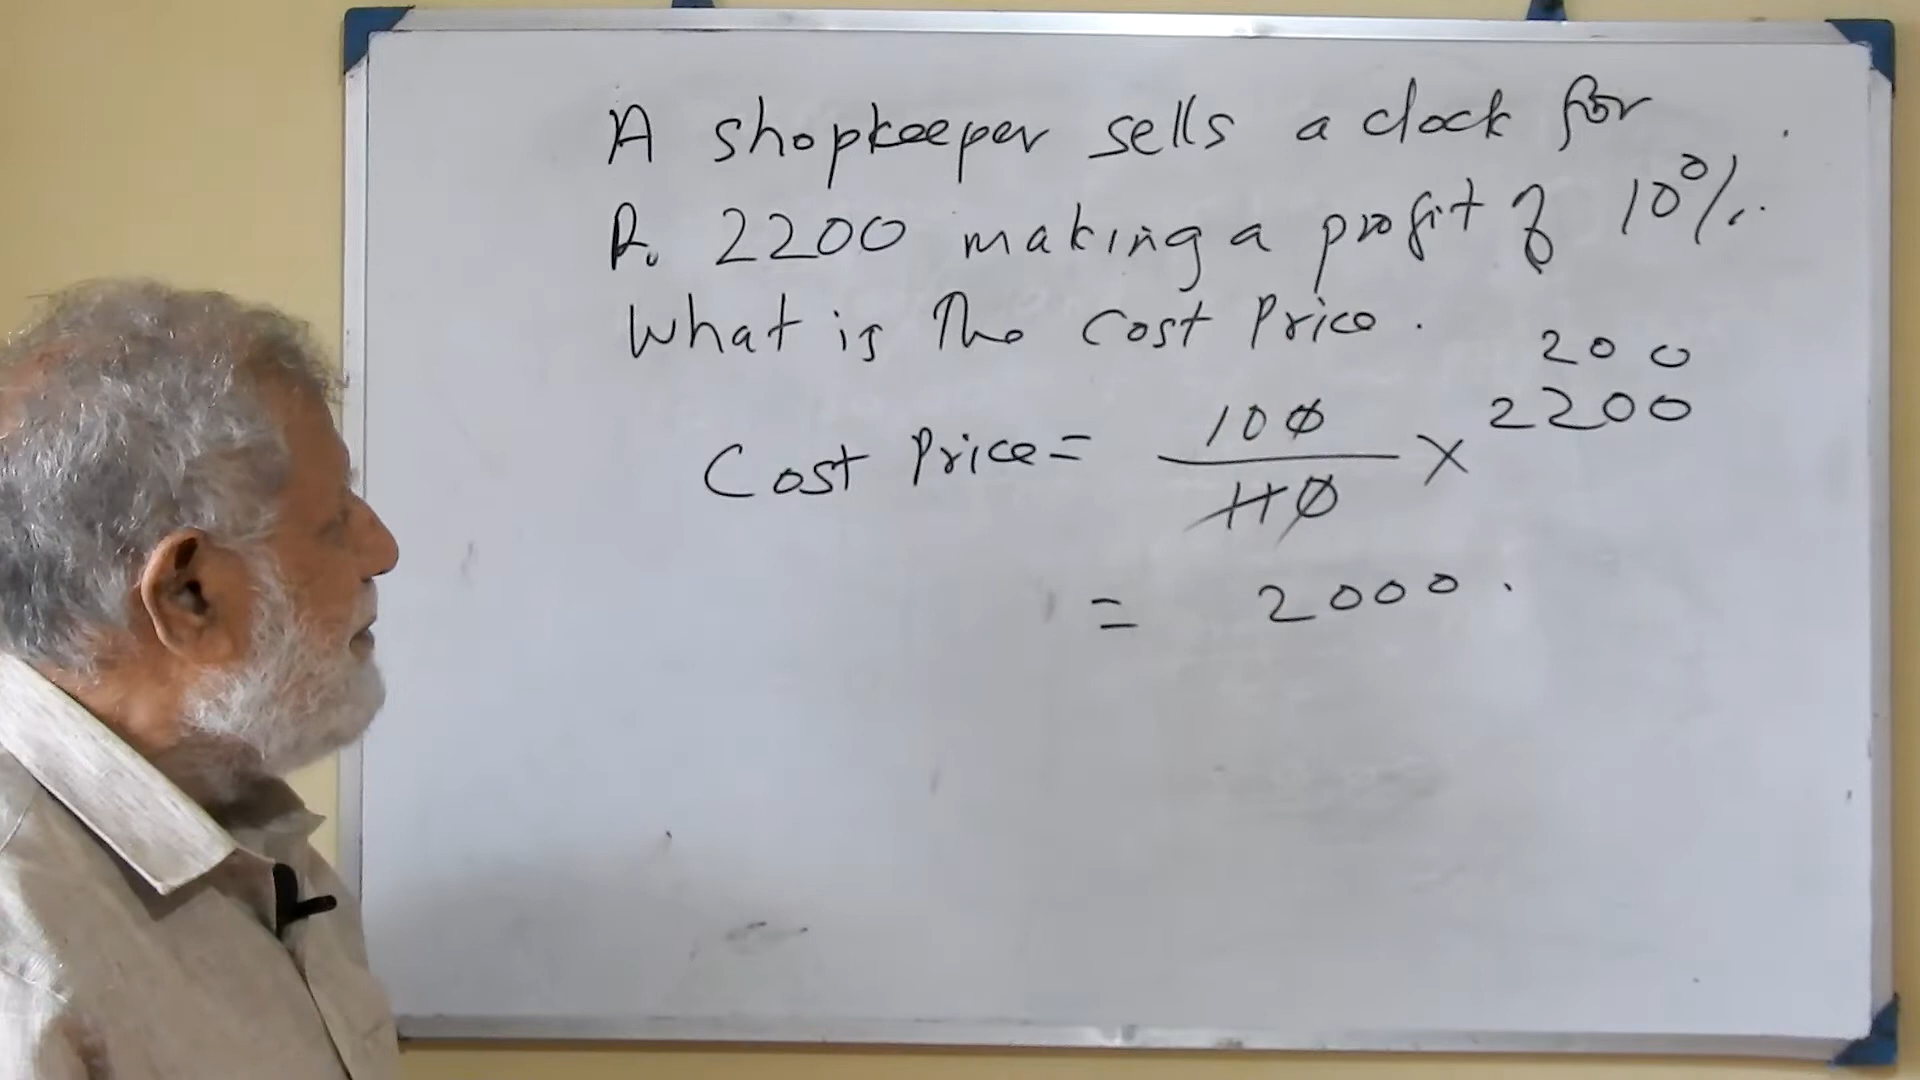 A shopkeeper sells a clock for
R. 2200 making a profit of 10%.
What is the Cost Price.
200
Cost Price = 100/110 × 2200
= 2000.